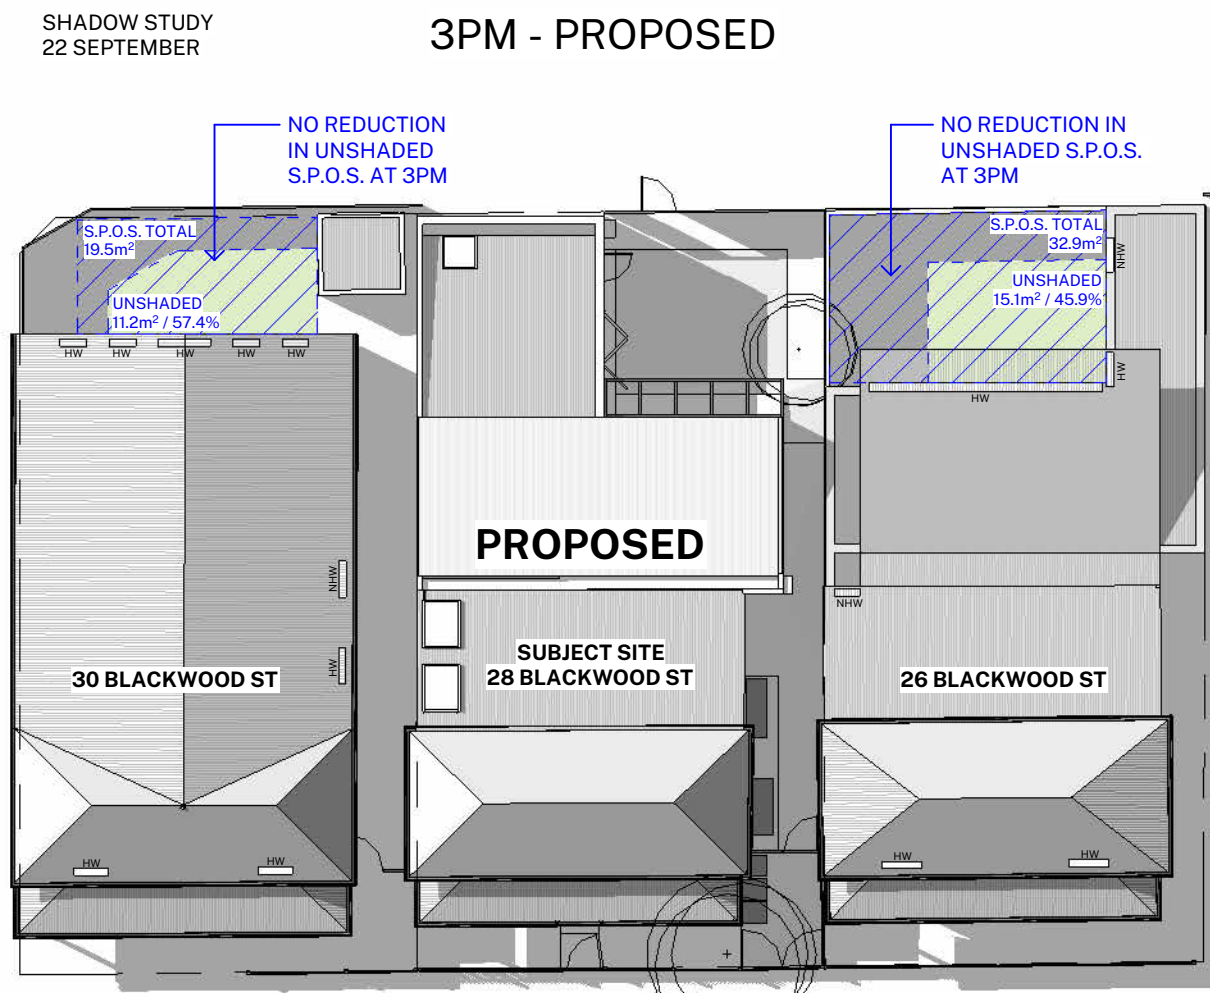 SHADOW STUDY
22 SEPTEMBER
3PM - PROPOSED
NO REDUCTION
IN UNSHADED
S.P.O.S. AT 3PM
NO REDUCTION IN
UNSHADED S.P.O.S.
AT 3PM
S.P.O.S. TOTAL
19.5m²
UNSHADED
11.2m² / 57.4%
S.P.O.S. TOTAL
32.9m²
UNSHADED
15.1m² / 45.9%
NHW
HW
HW
HW
HW
HW
HW
HW
PROPOSED
NHW
HW
NHW
30 BLACKWOOD ST
SUBJECT SITE
28 BLACKWOOD ST
26 BLACKWOOD ST
HW
HW
HW
HW